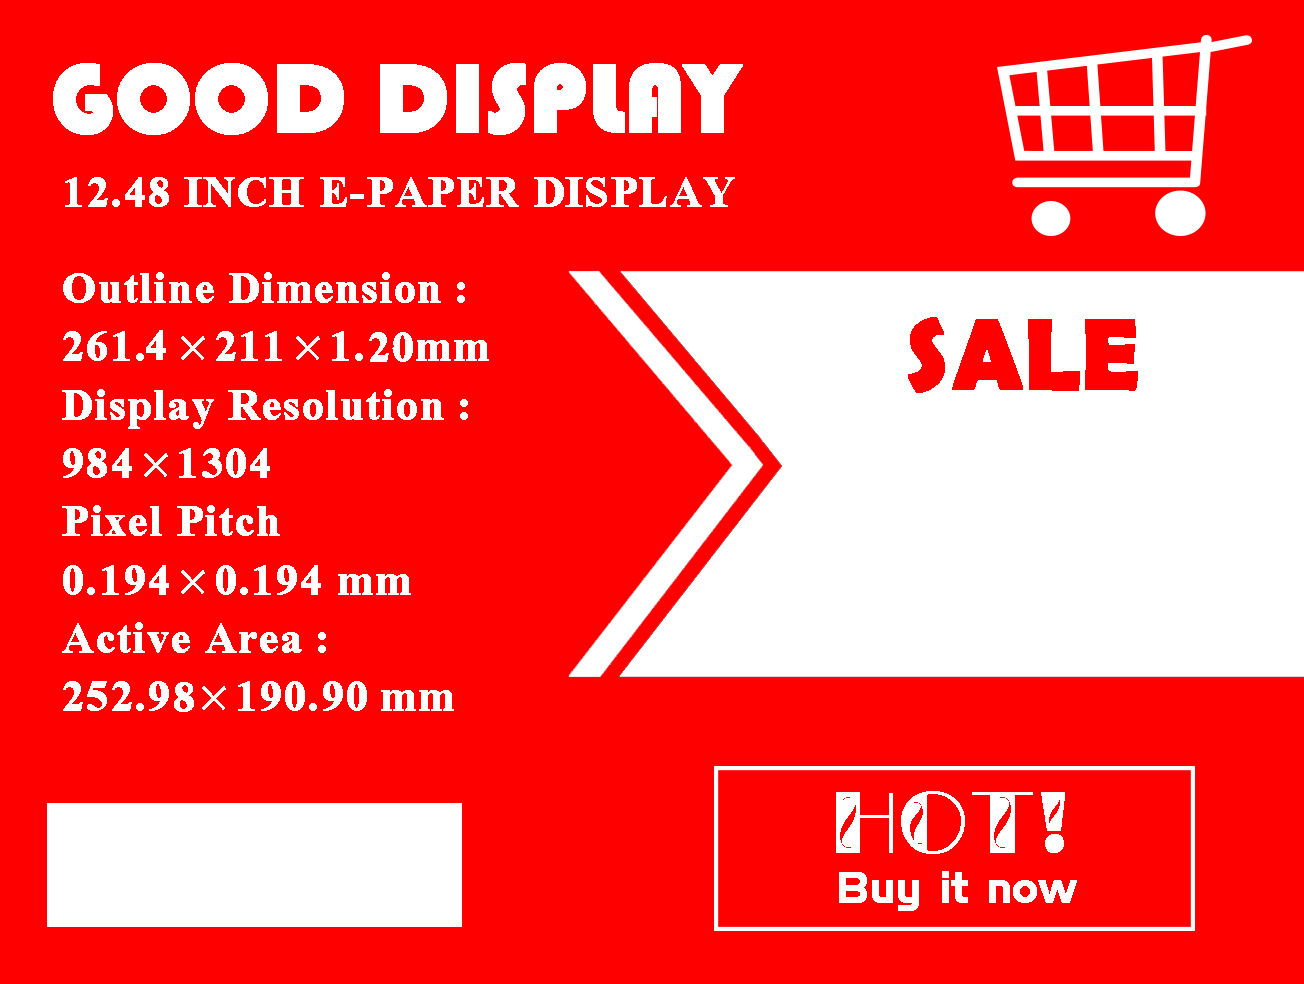 GOOD DISPLAY
12.48 INCH E-PAPER DISPLAY
Outline Dimension :
261.4×211×1.20mm
Display Resolution :
984×1304
Pixel Pitch
0.194×0.194 mm
Active Area :
252.98×190.90 mm
SALE
HOT!
Buy it now